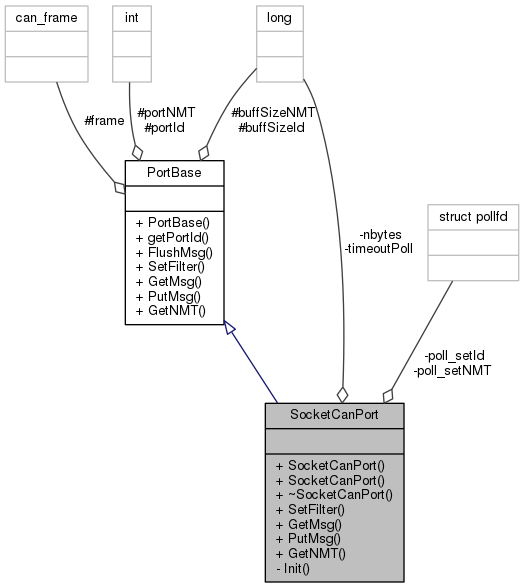 can_frame
int
long
#frame
#portNMT
#portId
#buffSizeNMT
#buffSizeId
PortBase
+ PortBase()
+ getPortId()
+ FlushMsg()
+ SetFilter()
+ GetMsg()
+ PutMsg()
+ GetNMT()
struct pollfd
-nbytes
-timeoutPoll
-poll_setId
-poll_setNMT
SocketCanPort
+ SocketCanPort()
+ SocketCanPort()
+ ~SocketCanPort()
+ SetFilter()
+ GetMsg()
+ PutMsg()
+ GetNMT()
- Init()